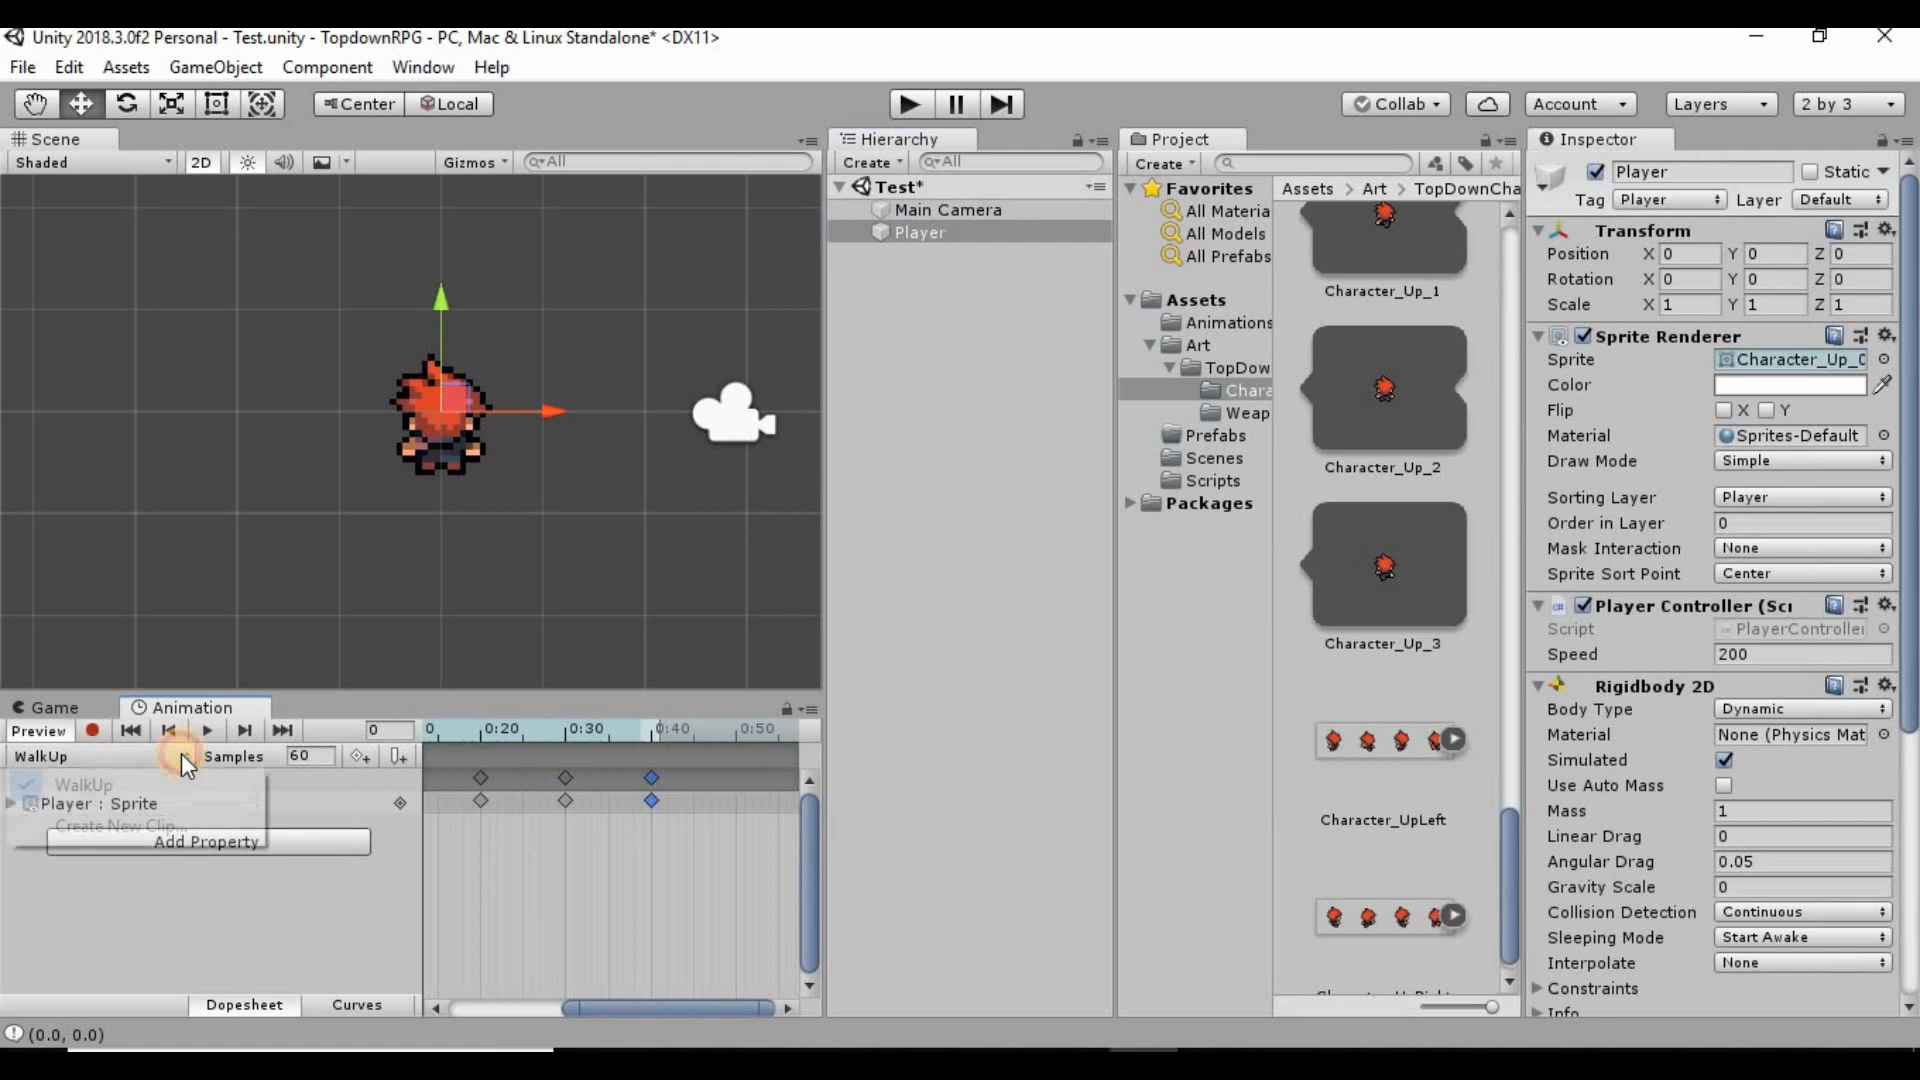 Unity 2018.3.0f2 Personal - Test.unity - TopdownRPG - PC, Mac & Linux Standalone* <DX11>
File Edit Assets GameObject Component Window Help
Center Local Collab Account Layers 2 by 3
Scene
Shaded 2D Gizmos All
Hierarchy
Create All
Test*
Main Camera
Player
Project
Create
Favorites
All Materia
All Models
All Prefabs
Assets
Animations
Art
TopDow
Chara
Weap
Prefabs
Scenes
Scripts
Packages
Assets > Art > TopDownCha
Character_Up_1
Character_Up_2
Character_Up_3
Character_UpLeft
Inspector
Player Static
Tag Player Layer Default
Transform
Position X 0 Y 0 Z 0
Rotation X 0 Y 0 Z 0
Scale X 1 Y 1 Z 1
Sprite Renderer
Sprite Character_Up_0
Color
Flip X Y
Material Sprites-Default
Draw Mode Simple
Sorting Layer Player
Order in Layer 0
Mask Interaction None
Sprite Sort Point Center
Player Controller (Scr
Script PlayerController
Speed 200
Rigidbody 2D
Body Type Dynamic
Material None (Physics Mat
Simulated
Use Auto Mass
Mass 1
Linear Drag 0
Angular Drag 0.05
Gravity Scale 0
Collision Detection Continuous
Sleeping Mode Start Awake
Interpolate None
Constraints
Info
Game Animation
Preview 0 0 0:20 0:30 0:40 0:50
WalkUp Samples 60
WalkUp
Player : Sprite
Create New Clip...
Add Property
Dopesheet Curves
(0.0, 0.0)